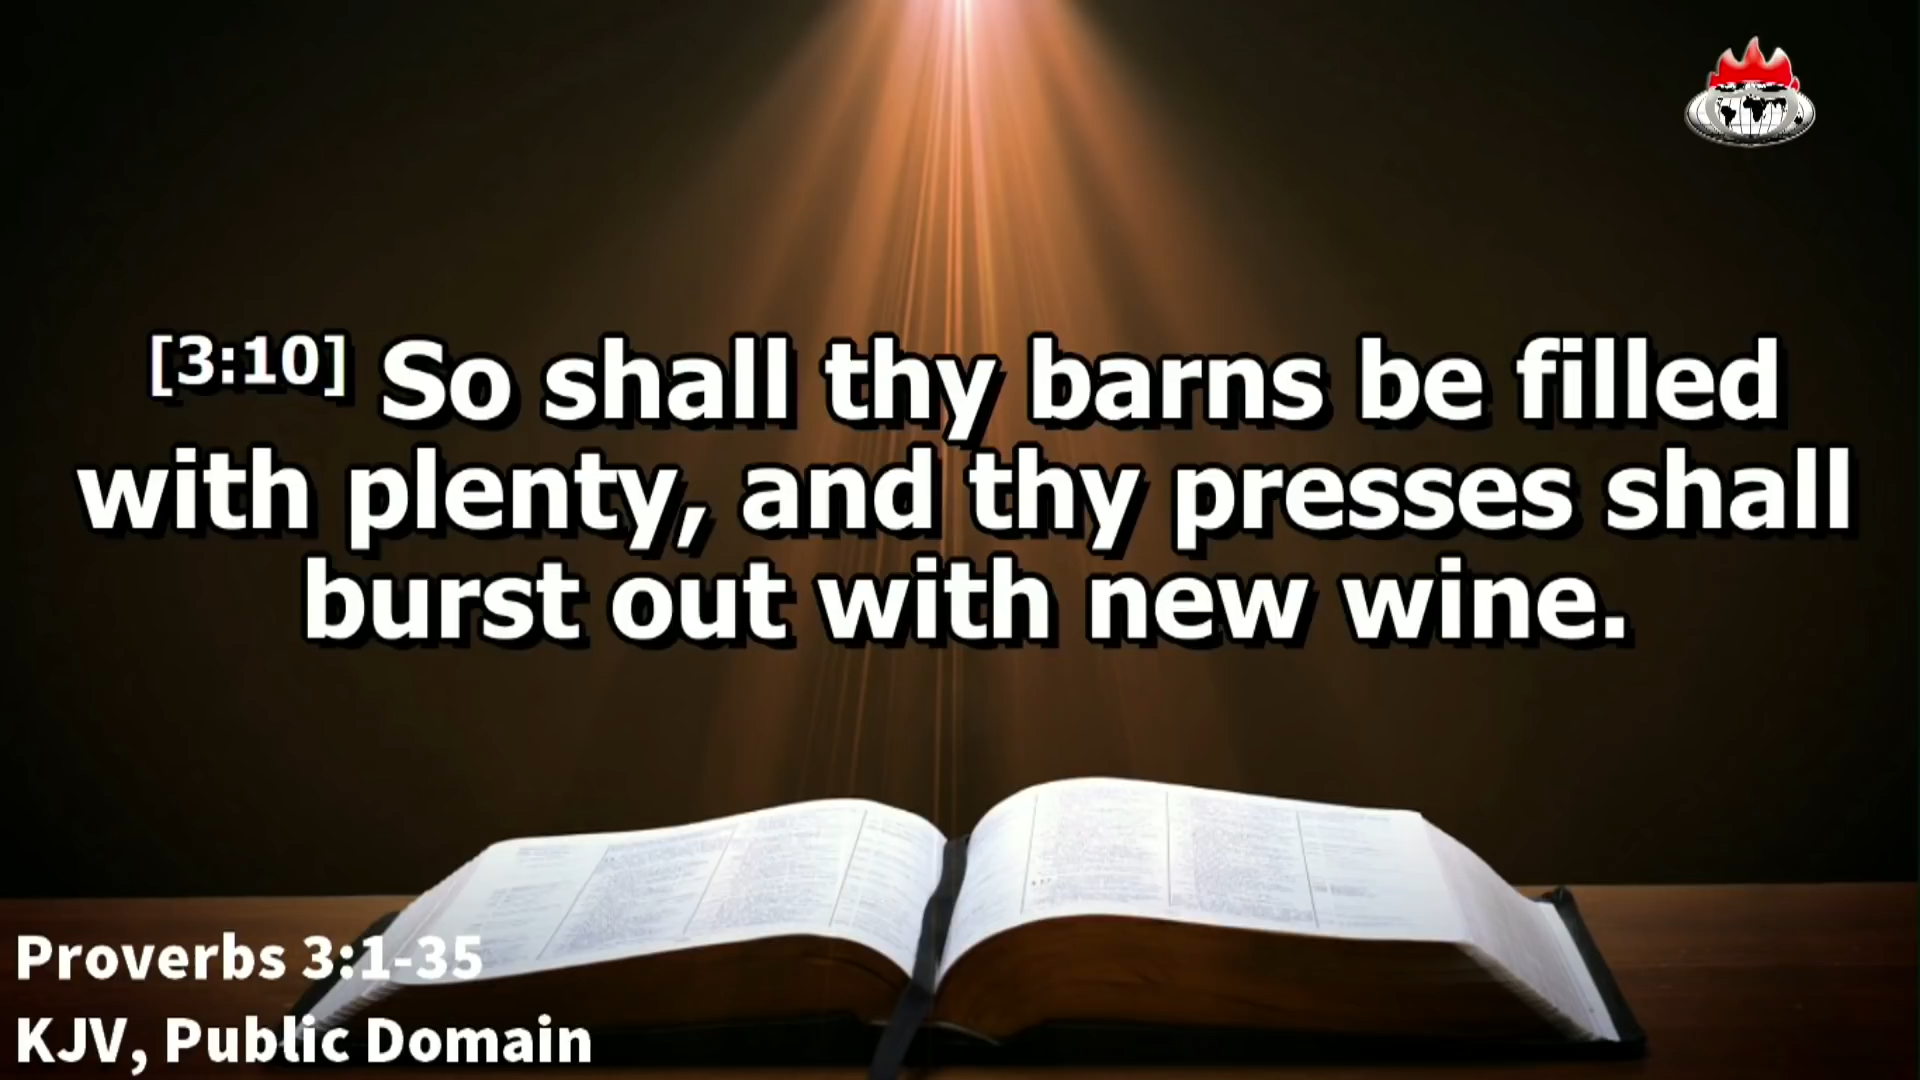 [3:10] So shall thy barns be filled
with plenty, and thy presses shall
burst out with new wine.
Proverbs 3:1-35
KJV, Public Domain